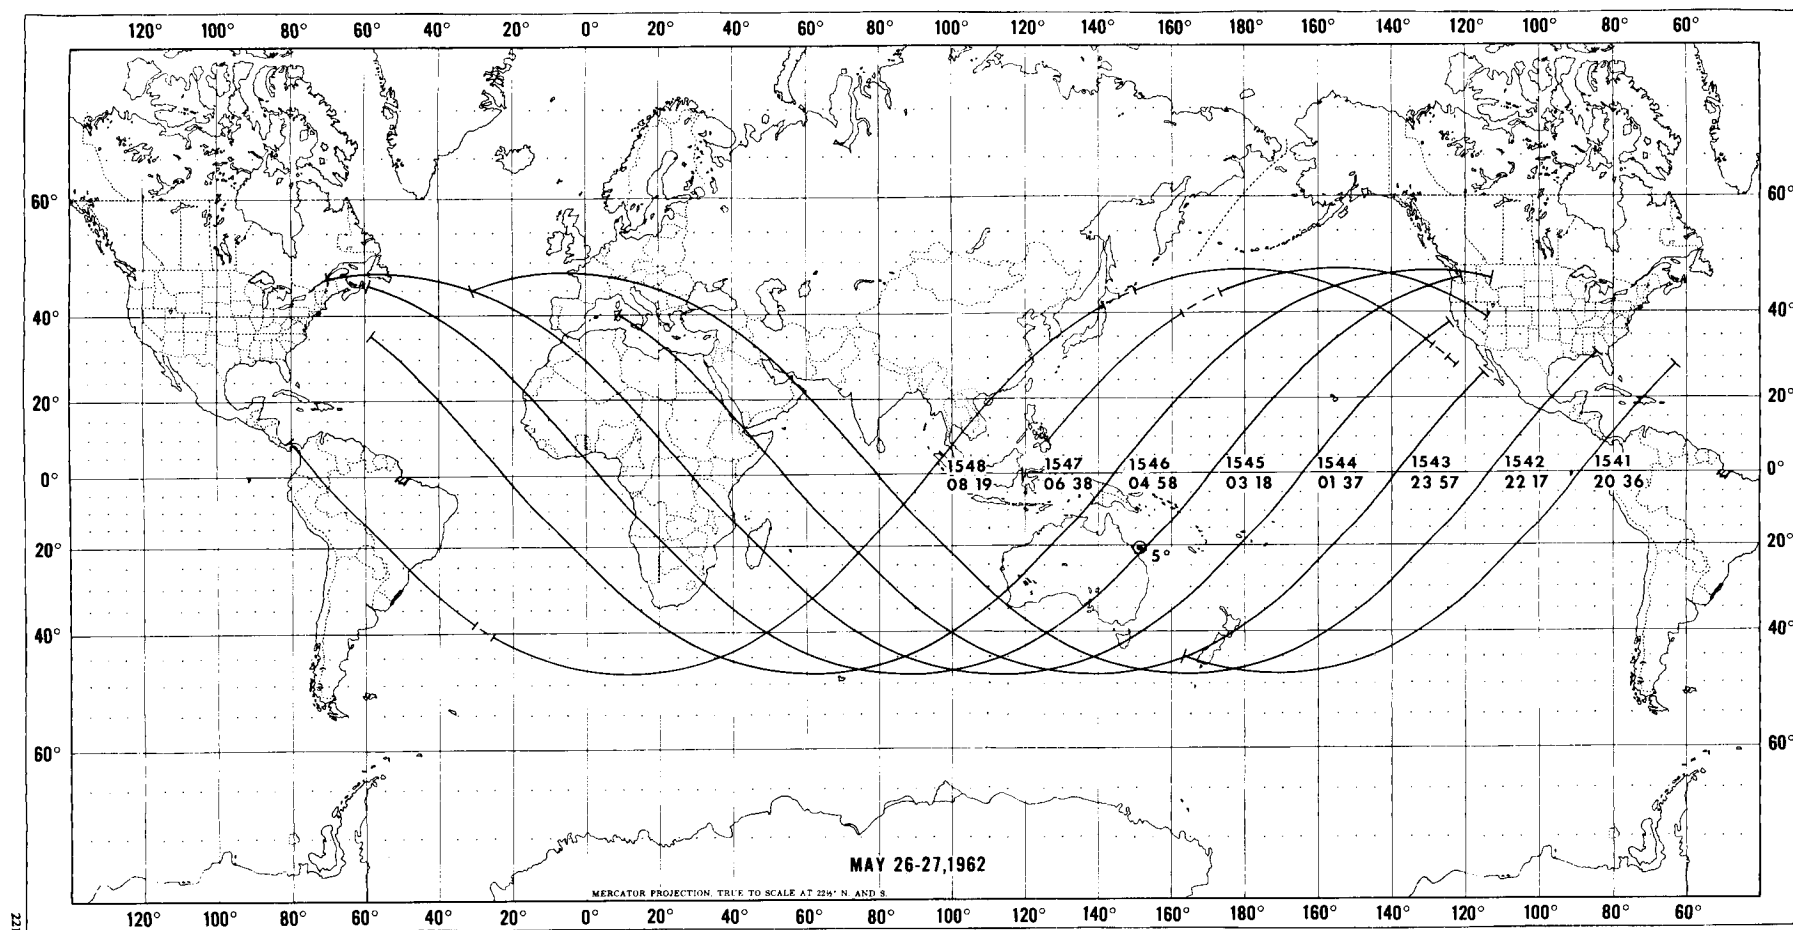 120° 100° 80° 60° 40° 20° 0° 20° 40° 60° 80° 100° 120° 140° 160° 180° 160° 140° 120° 100° 80° 60°
60° 60°
40° 40°
20° 20°
1548 1547 1546 1545 1544 1543 1542 1541
0° 0°
08 19 06 38 04 58 03 18 01 37 23 57 22 17 20 36
20° 5° 20°
40° 40°
60° 60°
MAY 26-27,1962
MERCATOR PROJECTION, TRUE TO SCALE AT 22½° N. AND S.
120° 100° 80° 60° 40° 20° 0° 20° 40° 60° 80° 100° 120° 140° 160° 180° 160° 140° 120° 100° 80° 60°
221